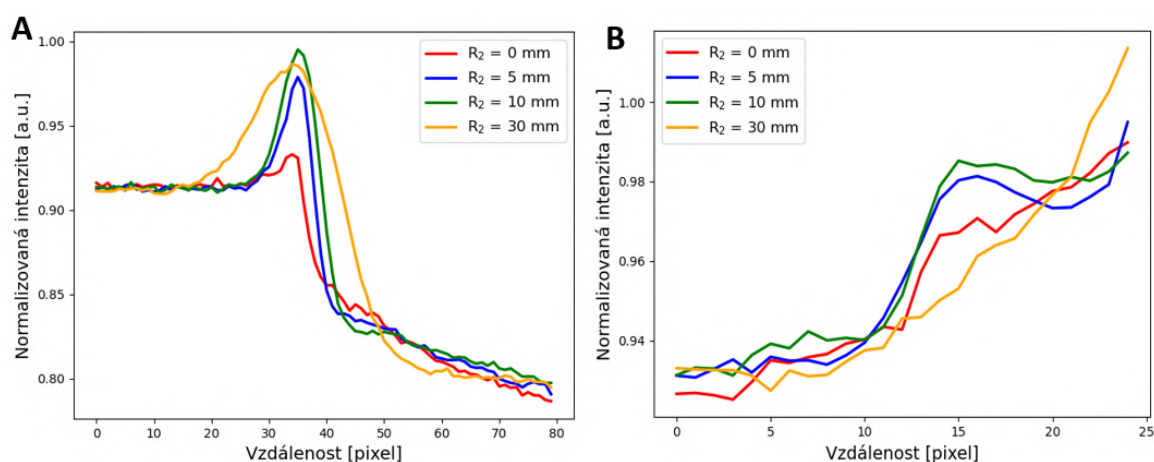 A
Normalizovaná intenzita [a.u.]
1.00
0.95
0.90
0.85
0.80
R₂ = 0 mm
R₂ = 5 mm
R₂ = 10 mm
R₂ = 30 mm
0 10 20 30 40 50 60 70 80
Vzdálenost [pixel]
B
Normalizovaná intenzita [a.u.]
1.00
0.98
0.96
0.94
R₂ = 0 mm
R₂ = 5 mm
R₂ = 10 mm
R₂ = 30 mm
0 5 10 15 20 25
Vzdálenost [pixel]